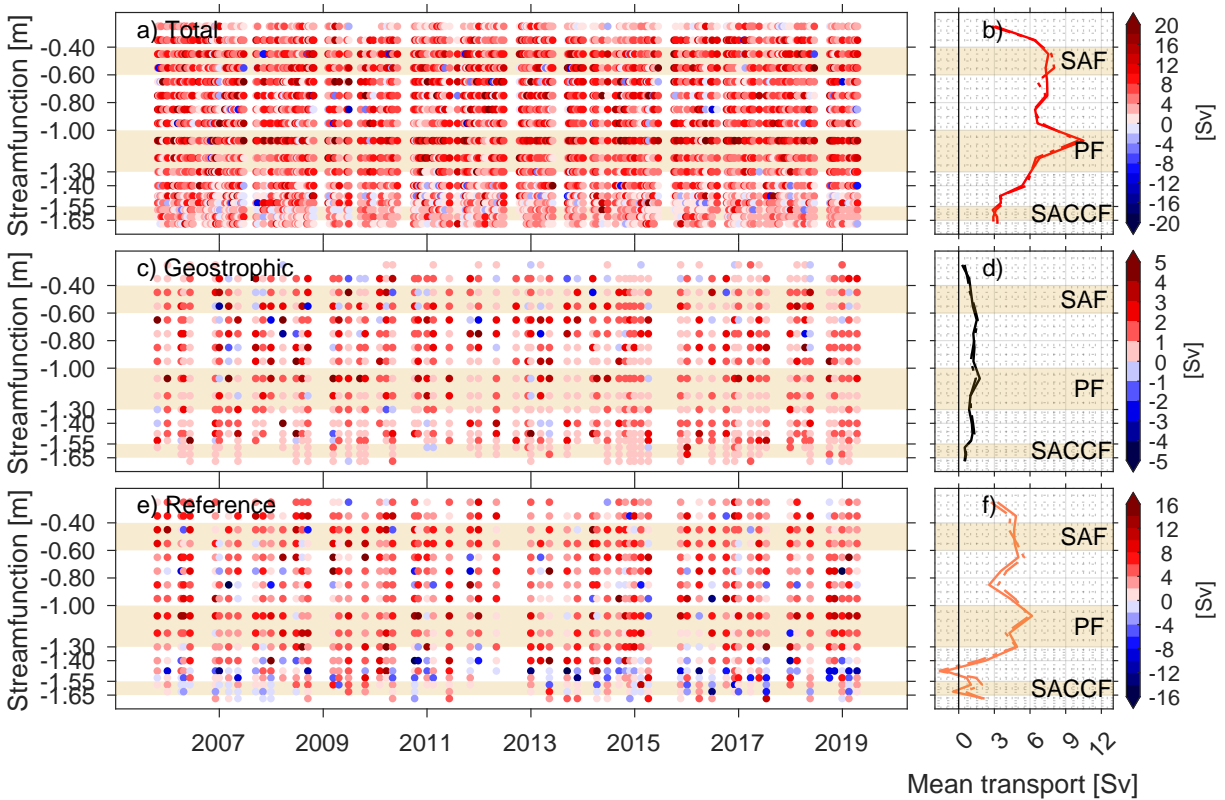 Streamfunction [m]
a) Total
-0.40
-0.60
-0.80
-1.00
-1.30
-1.40
-1.55
-1.65
b)
SAF
PF
SACCF
20
16
12
8
4
0
-4
-8
-12
-16
-20
[Sv]
Streamfunction [m]
c) Geostrophic
-0.40
-0.60
-0.80
-1.00
-1.30
-1.40
-1.55
-1.65
d)
SAF
PF
SACCF
5
4
3
2
1
0
-1
-2
-3
-4
-5
[Sv]
Streamfunction [m]
e) Reference
-0.40
-0.60
-0.80
-1.00
-1.30
-1.40
-1.55
-1.65
f)
SAF
PF
SACCF
16
12
8
4
0
-4
-8
-12
-16
[Sv]
2007 2009 2011 2013 2015 2017 2019
0 3 6 9 12
Mean transport [Sv]